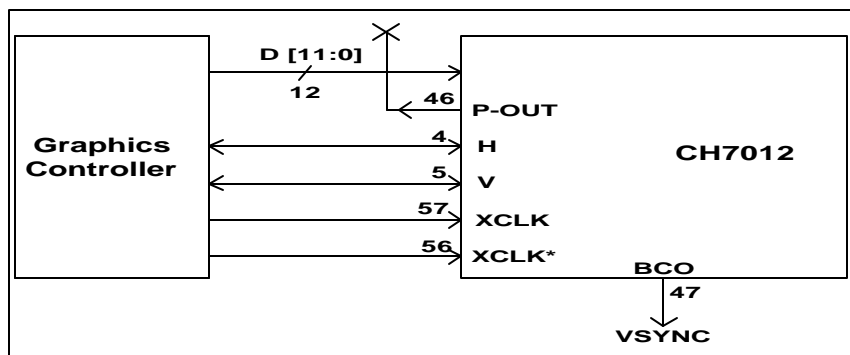 D [11:0]
12
46
P-OUT
Graphics
Controller
4
H
CH7012
5
V
57
XCLK
56
XCLK*
BCO
47
VSYNC